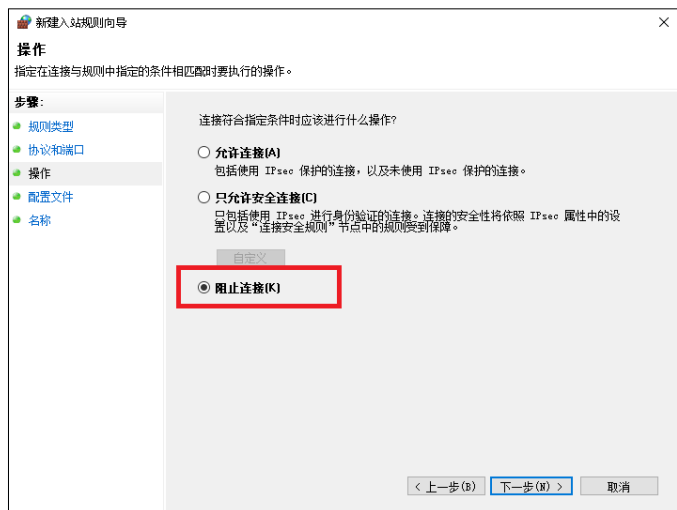 新建入站规则向导
操作
指定在连接与规则中指定的条件相匹配时要执行的操作。
步骤:
规则类型
协议和端口
操作
配置文件
名称
连接符合指定条件时应该进行什么操作?
允许连接(A)
包括使用 IPsec 保护的连接，以及未使用 IPsec 保护的连接。
只允许安全连接(C)
只包括使用 IPsec 进行身份验证的连接。连接的安全性将依照 IPsec 属性中的设
置以及“连接安全规则”节点中的规则受到保障。
自定义
阻止连接(K)
< 上一步(B)
下一步(N) >
取消